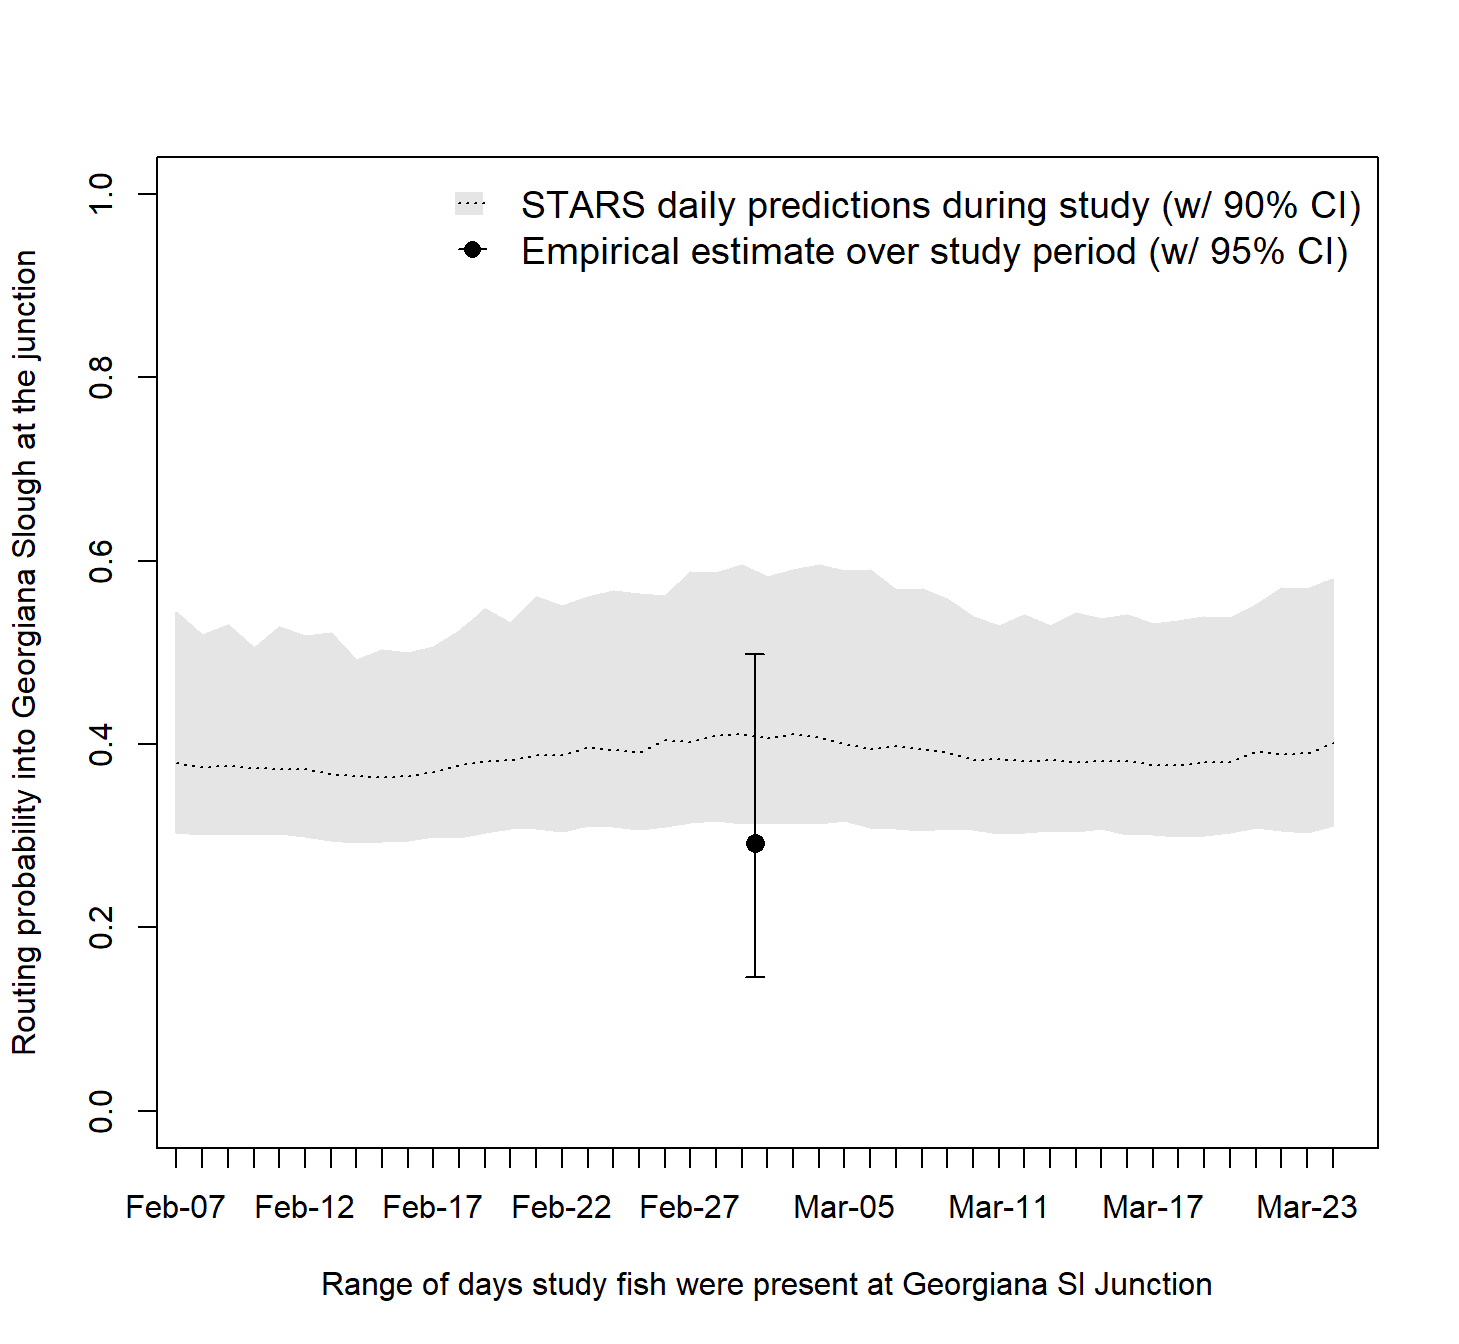 STARS daily predictions during study (w/ 90% CI)
Empirical estimate over study period (w/ 95% CI)
Routing probability into Georgiana Slough at the junction
1.0
0.8
0.6
0.4
0.2
0.0
Feb-07 Feb-12 Feb-17 Feb-22 Feb-27 Mar-05 Mar-11 Mar-17 Mar-23
Range of days study fish were present at Georgiana Sl Junction